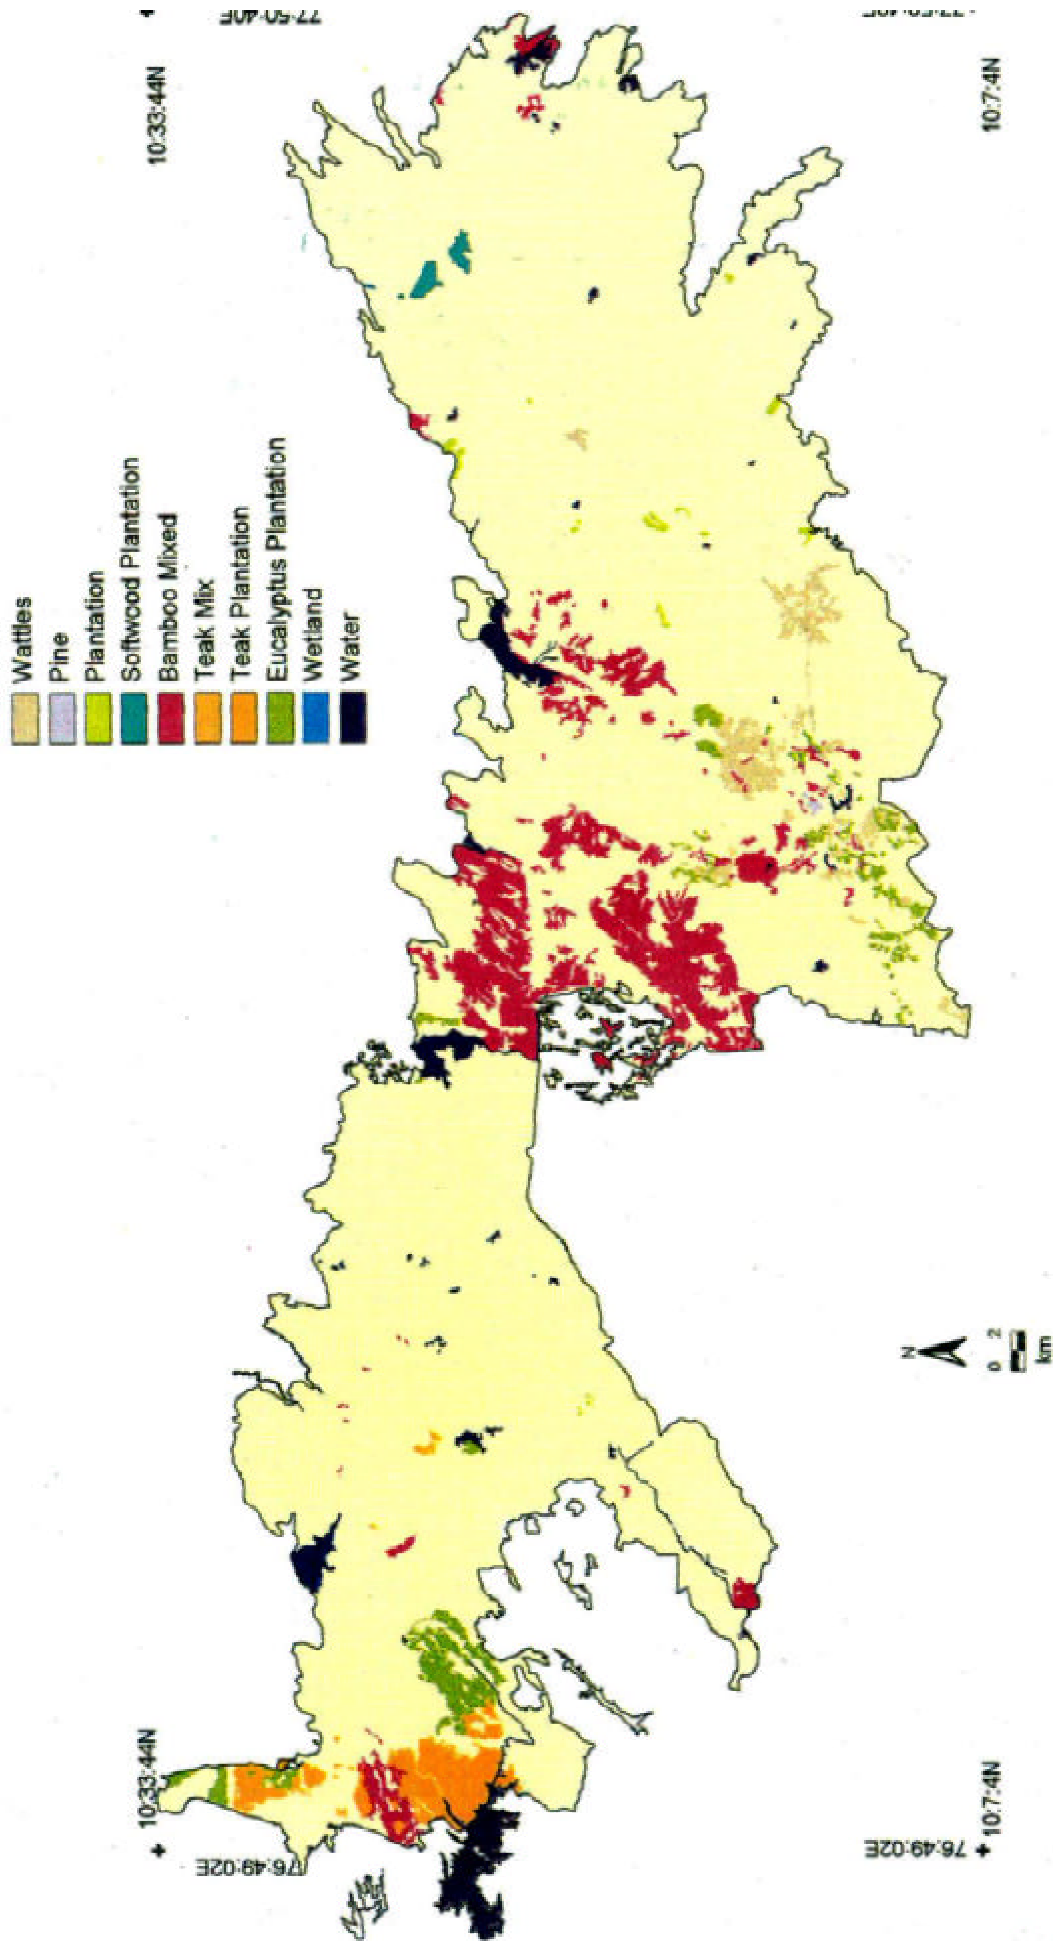 Wattles
Pine
Plantation
Softwood Plantation
Bamboo Mixed
Teak Mix
Teak Plantation
Eucalyptus Plantation
Wetland
Water
10:33:44N
10:33:44N
76:49:02E
77:50:40E
N
0 2
km
76:49:02E
10:7:4N
10:7:4N